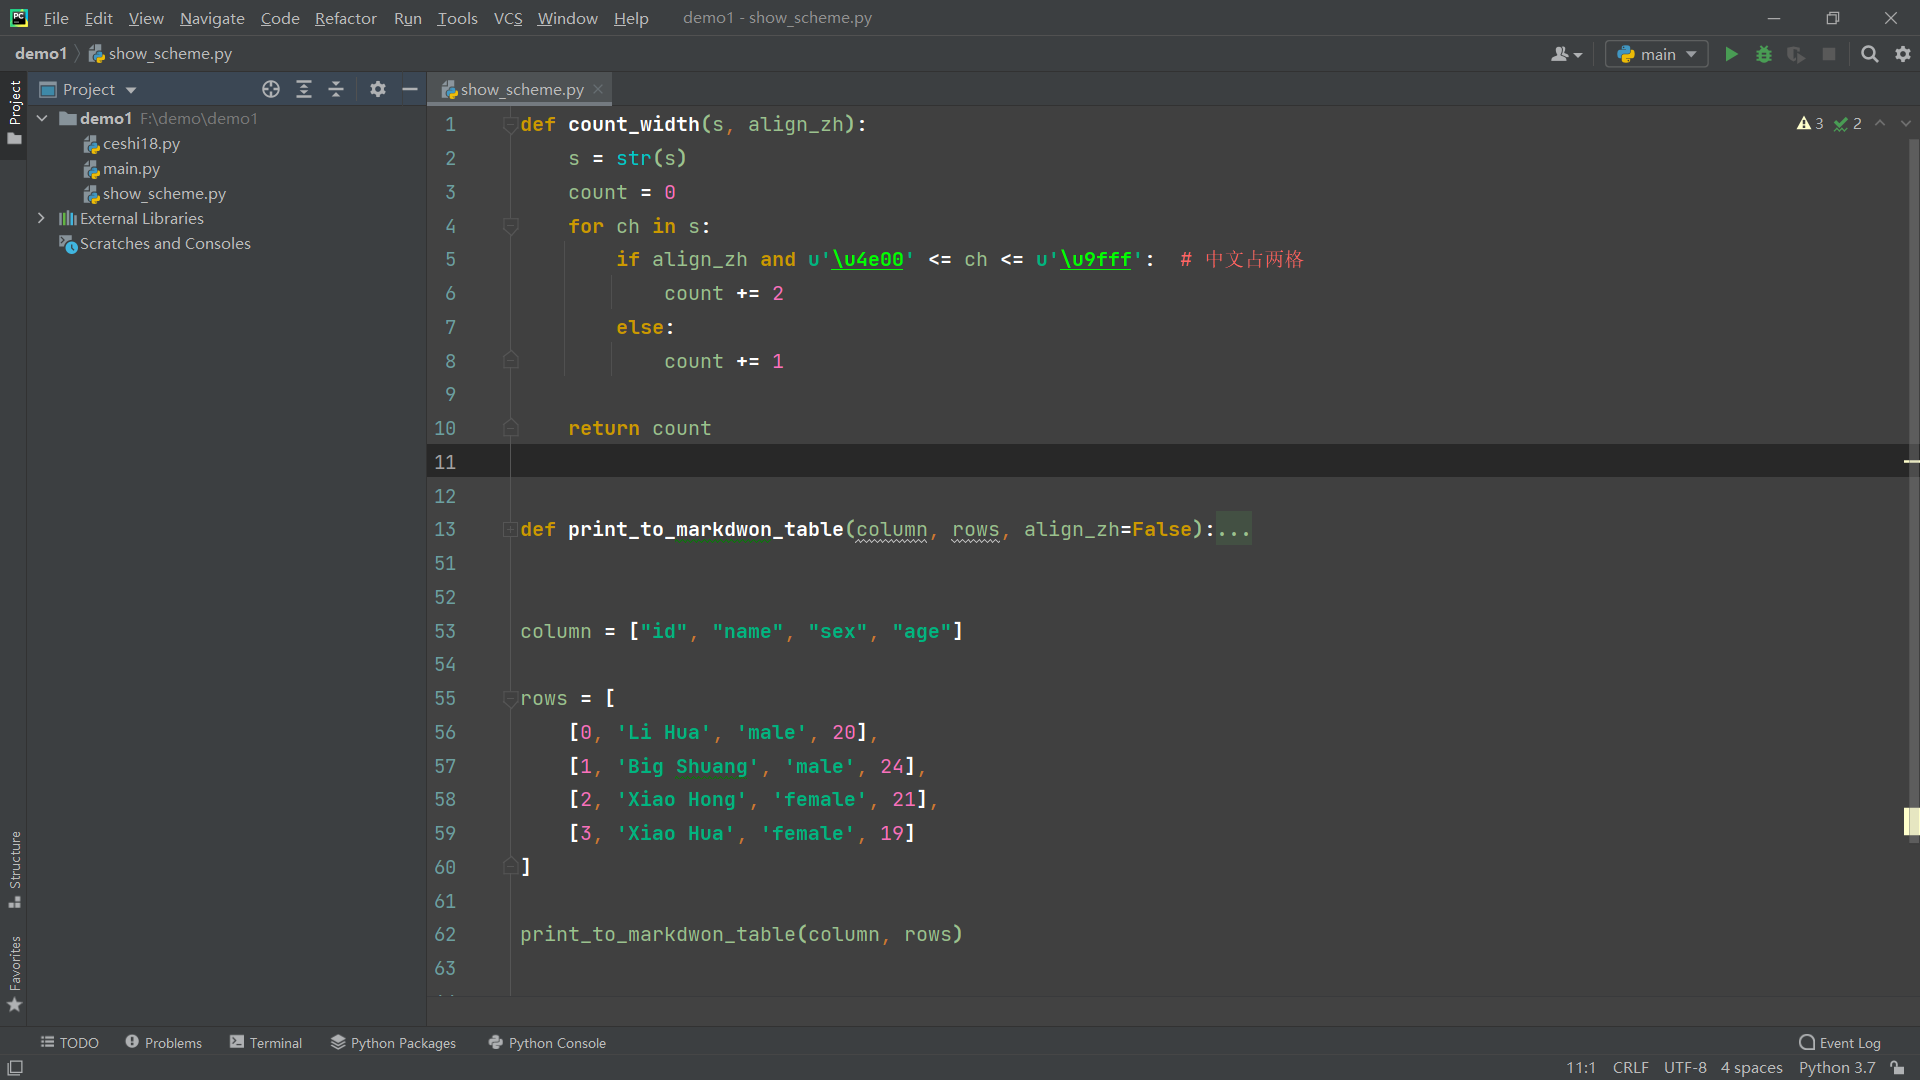 PC File Edit View Navigate Code Refactor Run Tools VCS Window Help demo1 - show_scheme.py
demo1 show_scheme.py main
Project
Project
show_scheme.py
demo1 F:\demo\demo1
ceshi18.py
main.py
show_scheme.py
External Libraries
Scratches and Consoles
3 2
1 def count_width(s, align_zh):
2 s = str(s)
3 count = 0
4 for ch in s:
5 if align_zh and u'\u4e00' <= ch <= u'\u9fff': # 中文占两格
6 count += 2
7 else:
8 count += 1
9
10 return count
11
12
13 def print_to_markdwon_table(column, rows, align_zh=False):...
51
52
53 column = ["id", "name", "sex", "age"]
54
55 rows = [
56 [0, 'Li Hua', 'male', 20],
57 [1, 'Big Shuang', 'male', 24],
58 [2, 'Xiao Hong', 'female', 21],
59 [3, 'Xiao Hua', 'female', 19]
60 ]
61
62 print_to_markdwon_table(column, rows)
63
Structure
Favorites
TODO Problems Terminal Python Packages Python Console Event Log
11:1 CRLF UTF-8 4 spaces Python 3.7